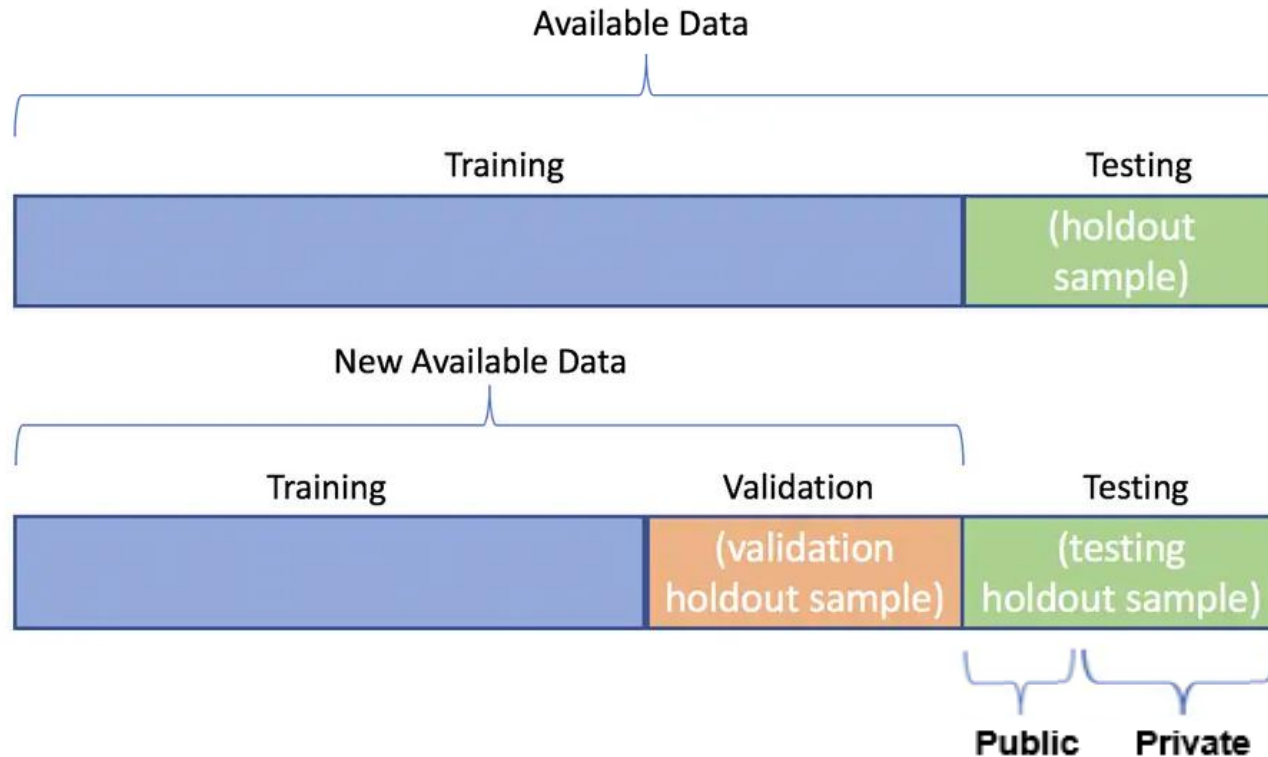 Available Data
Training Testing
(holdout
sample)
New Available Data
Training Validation Testing
(validation (testing
holdout sample) holdout sample)
Public Private